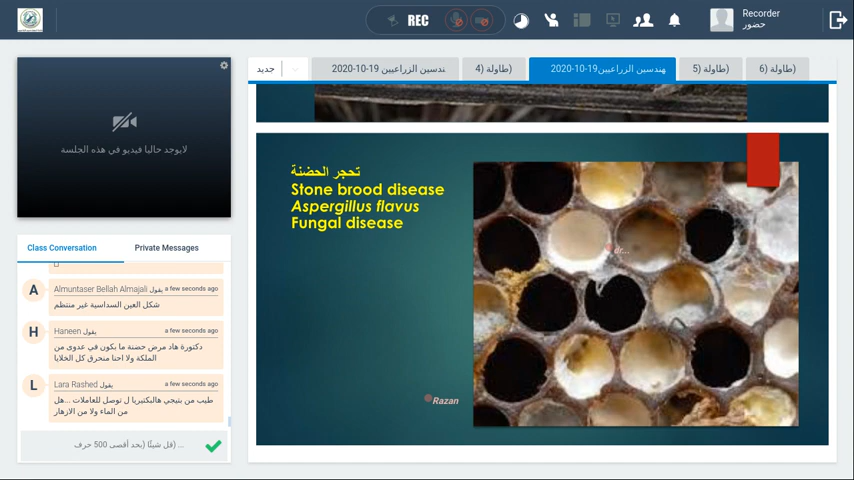 REC
Recorder
حضور
لايوجد حاليا فيديو في هذه الجلسة
جديد
ندسين الزراعيين 19-10-2020
(طاولة (4
هندسين الزراعيين19-10-2020
(طاولة (5
(طاولة (6
تحجر الحضنة
Stone brood disease
Aspergillus flavus
Fungal disease
dr...
Razan
Class Conversation
Private Messages
A
Almuntaser Bellah Almajali يقول a few seconds ago
شكل العين السداسية غير منتظم
H
Haneen يقول a few seconds ago
دكتورة هاد مرض حضنة ما بكون في عدوى من
الملكة ولا احنا منحرق كل الخلايا
L
Lara Rashed يقول a few seconds ago
طيب من بتيجي هالبكتيريا ل توصل للعاملات ...هل
من الماء ولا من الازهار
... (قل شيئًا (بحد أقصى 500 حرف